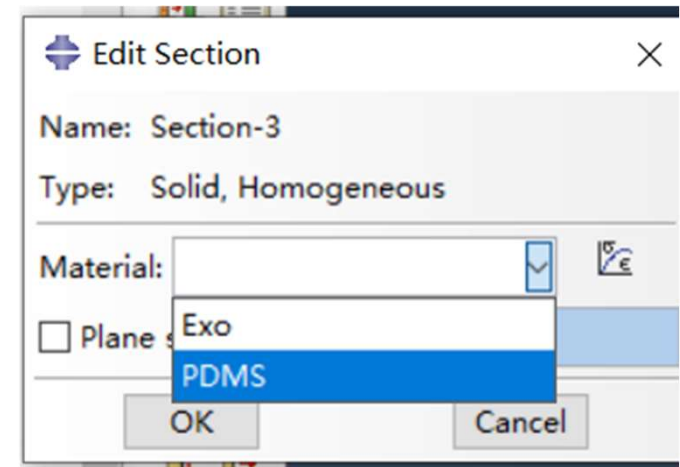 Edit Section
Name: Section-3
Type: Solid, Homogeneous
Material:
Exo
Plane
PDMS
OK Cancel